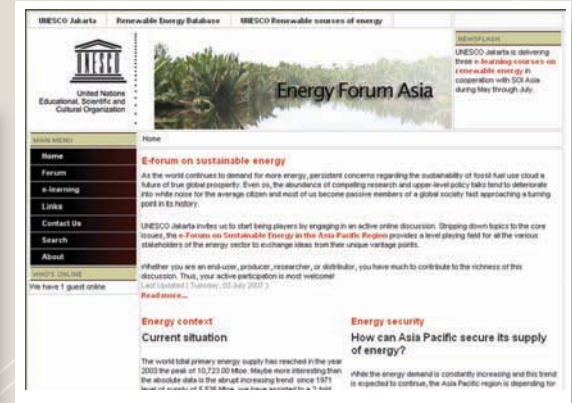 UNESCO Jakarta Renewable Energy Database UNESCO Renewable sources of energy
UNESCO
United Nations
Educational, Scientific and
Cultural Organization
Energy Forum Asia
NEWSFLASH
UNESCO Jakarta is delivering
three e-learning courses on
renewable energy in
cooperation with SOI Asia
during May through July.
MAIN MENU
Home
Forum
e-learning
Links
Contact Us
Search
About
WHO'S ONLINE
We have 1 guest online
Home
E-forum on sustainable energy
As the world continues to demand for more energy, persistent concerns regarding the sustainability of fossil fuel use cloud a
future of true global prosperity. Even so, the abundance of compelling research and upper-level policy talks tend to deteriorate
into white noise for the average citizen and most of us become passive members of a global society fast approaching a turning
point in its history.
UNESCO Jakarta invites us to start being players by engaging in an active online discussion. Stripping down topics to the core
issues, the e-Forum on Sustainable Energy in the Asia Pacific Region provides a level playing field for all the various
stakeholders of the energy sector to exchange ideas from their unique vantage points.
Whether you are an end-user, producer, researcher, or distributor, you have much to contribute to the richness of this
discussion. Thus, your active participation is most welcome!
Last Updated ( Tuesday, 03 July 2007 )
Read more...
Energy context
Current situation
The world total primary energy supply has reached in the year
2003 the peak of 10,723.00 Mtoe. Maybe more interesting than
the absolute data is the abrupt increasing trend: since 1971
Energy security
How can Asia Pacific secure its supply
of energy?
While the energy demand is constantly increasing and this trend
is expected to continue, the Asia Pacific region is depending for